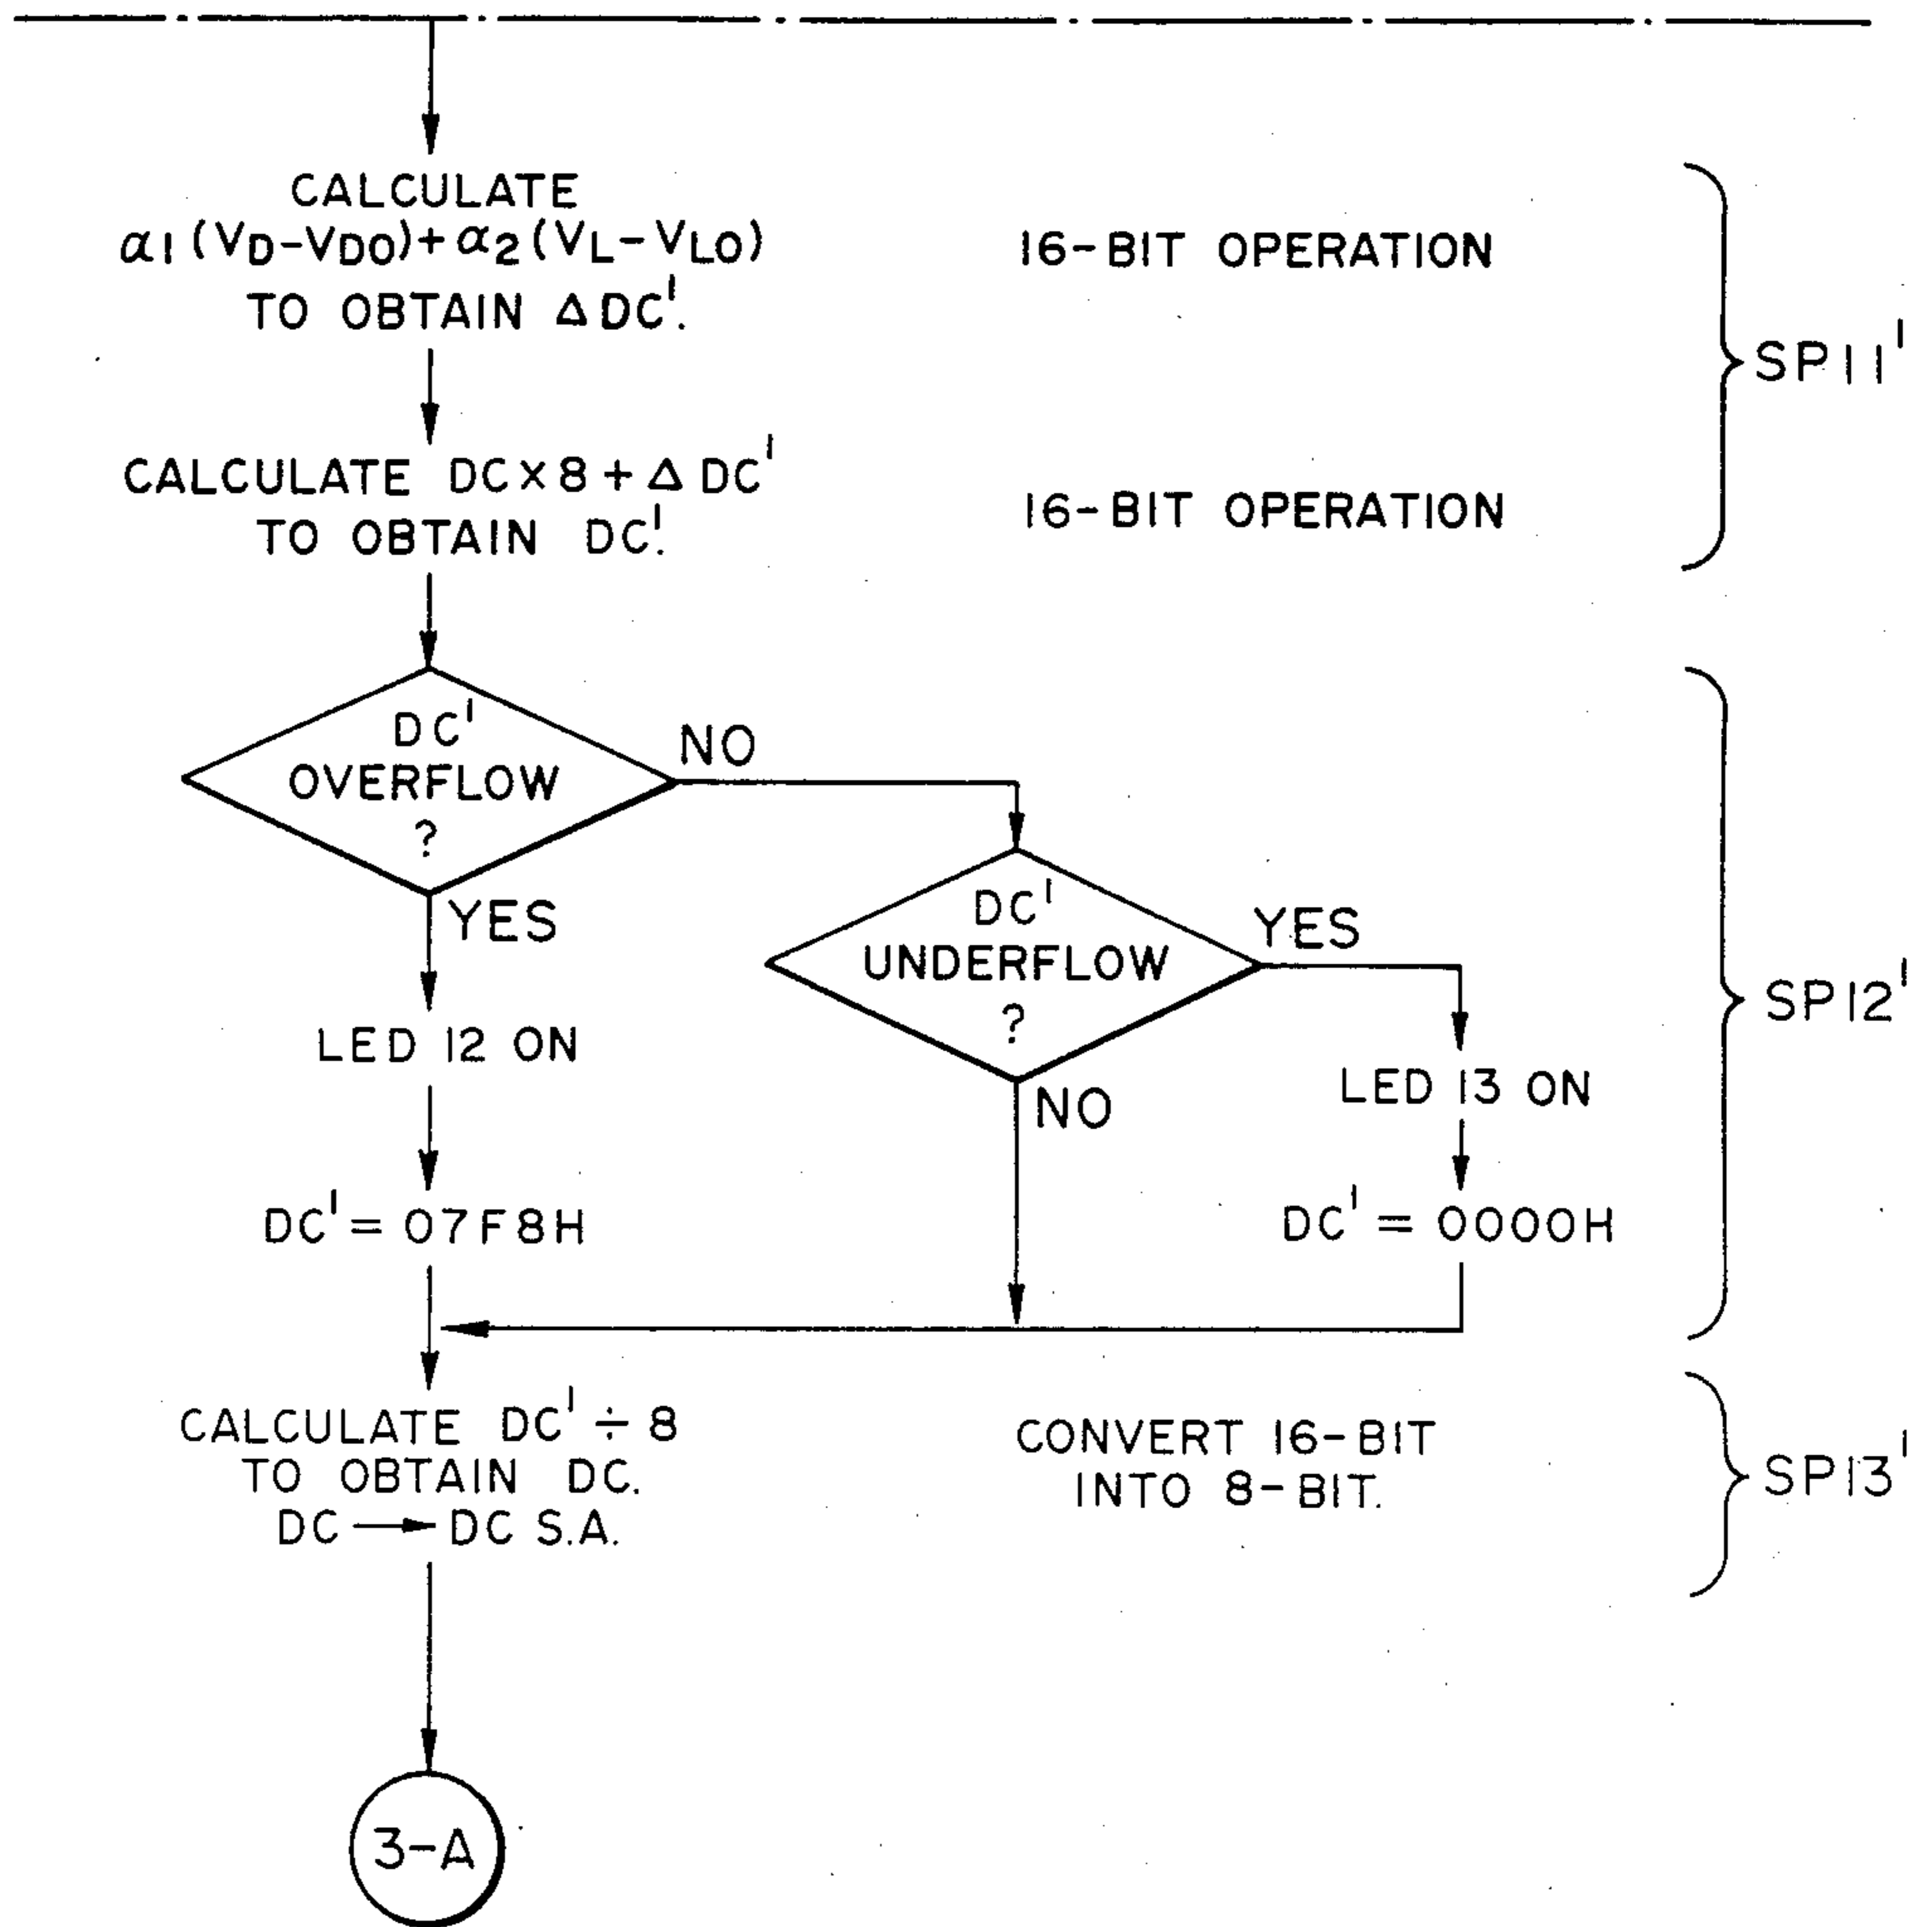 CALCULATE
α1(VD-VDO)+α2(VL-VLO)
TO OBTAIN ΔDC'.
16-BIT OPERATION
SP11'
CALCULATE DC×8+ΔDC'
TO OBTAIN DC'.
16-BIT OPERATION
DC'
OVERFLOW
?
NO
YES
DC'
UNDERFLOW
?
YES
NO
SP12'
LED 12 ON
LED 13 ON
DC'=07F8H
DC'=0000H
CALCULATE DC'÷8
TO OBTAIN DC.
DC → DC S.A.
CONVERT 16-BIT
INTO 8-BIT.
SP13'
3-A